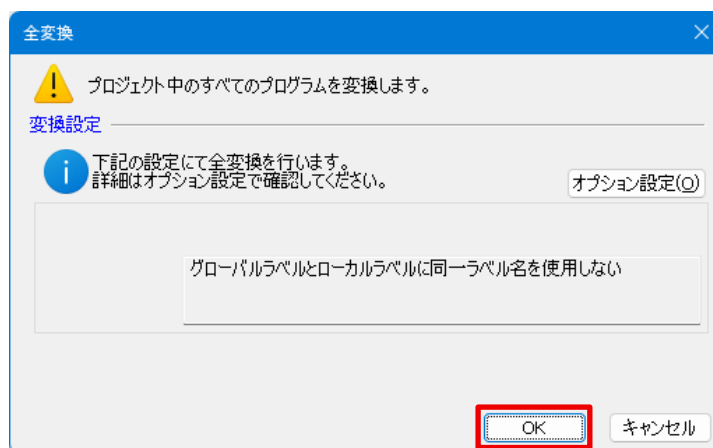 全変換
プロジェクト中のすべてのプログラムを変換します。
変換設定
下記の設定にて全変換を行います。
詳細はオプション設定で確認してください。
オプション設定(O)
グローバルラベルとローカルラベルに同一ラベル名を使用しない
OK
キャンセル